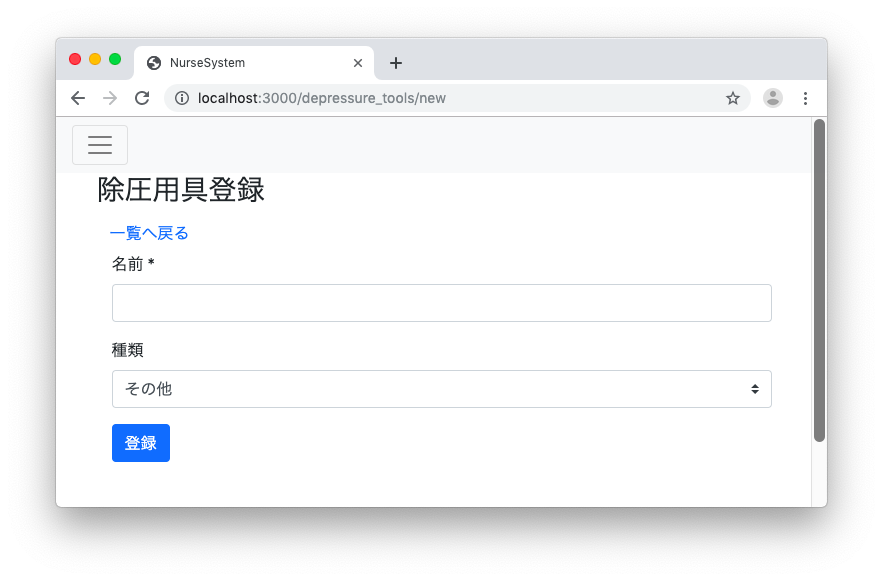 NurseSystem
localhost:3000/depressure_tools/new
除圧用具登録
一覧へ戻る
名前 *
種類
その他
登録